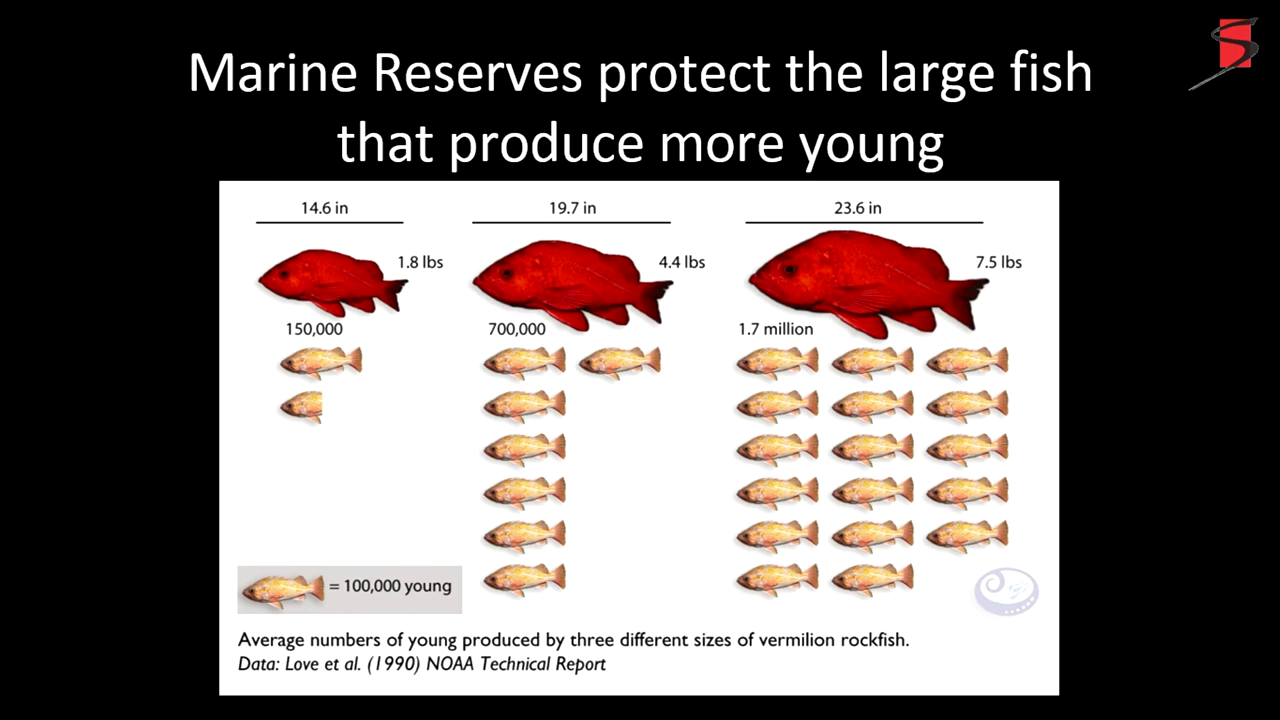 Marine Reserves protect the large fish
that produce more young
14.6 in
19.7 in
23.6 in
1.8 lbs
4.4 lbs
7.5 lbs
150,000
700,000
1.7 million
= 100,000 young
Average numbers of young produced by three different sizes of vermilion rockfish.
Data: Love et al. (1990) NOAA Technical Report